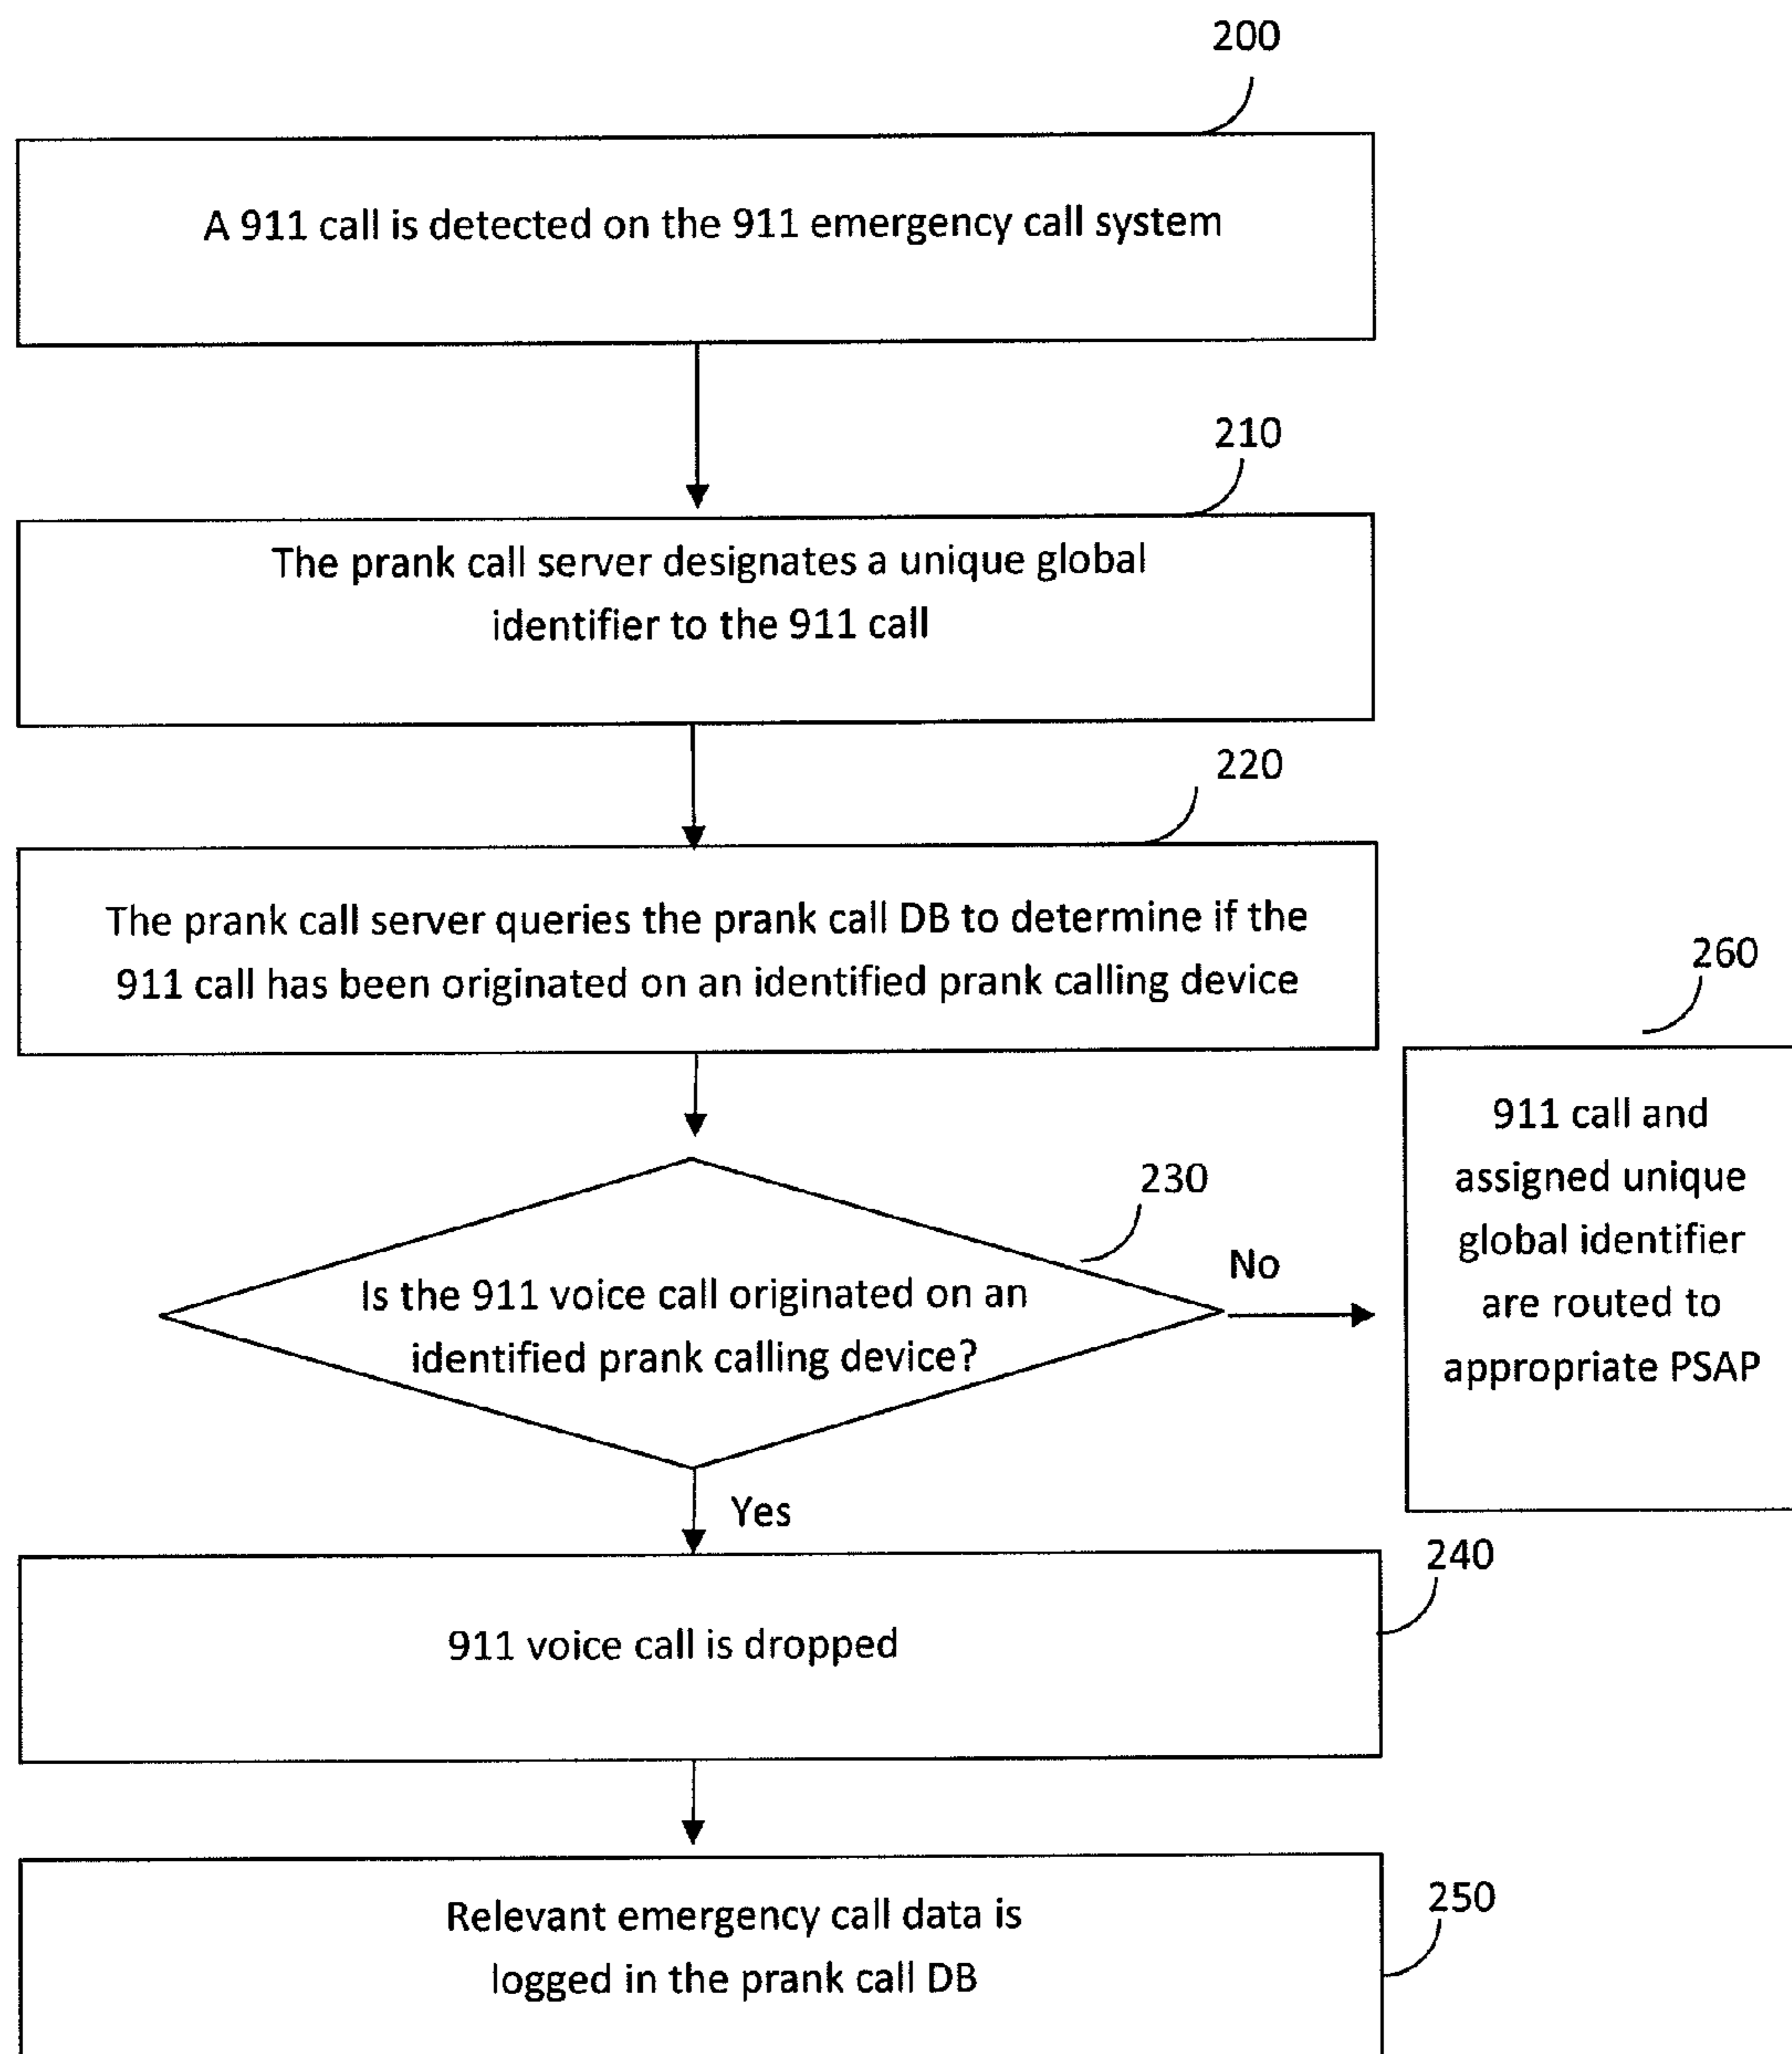 200
A 911 call is detected on the 911 emergency call system
210
The prank call server designates a unique global
identifier to the 911 call
220
The prank call server queries the prank call DB to determine if the
911 call has been originated on an identified prank calling device
230
Is the 911 voice call originated on an
identified prank calling device?
No
260
911 call and
assigned unique
global identifier
are routed to
appropriate PSAP
Yes
240
911 voice call is dropped
250
Relevant emergency call data is
logged in the prank call DB